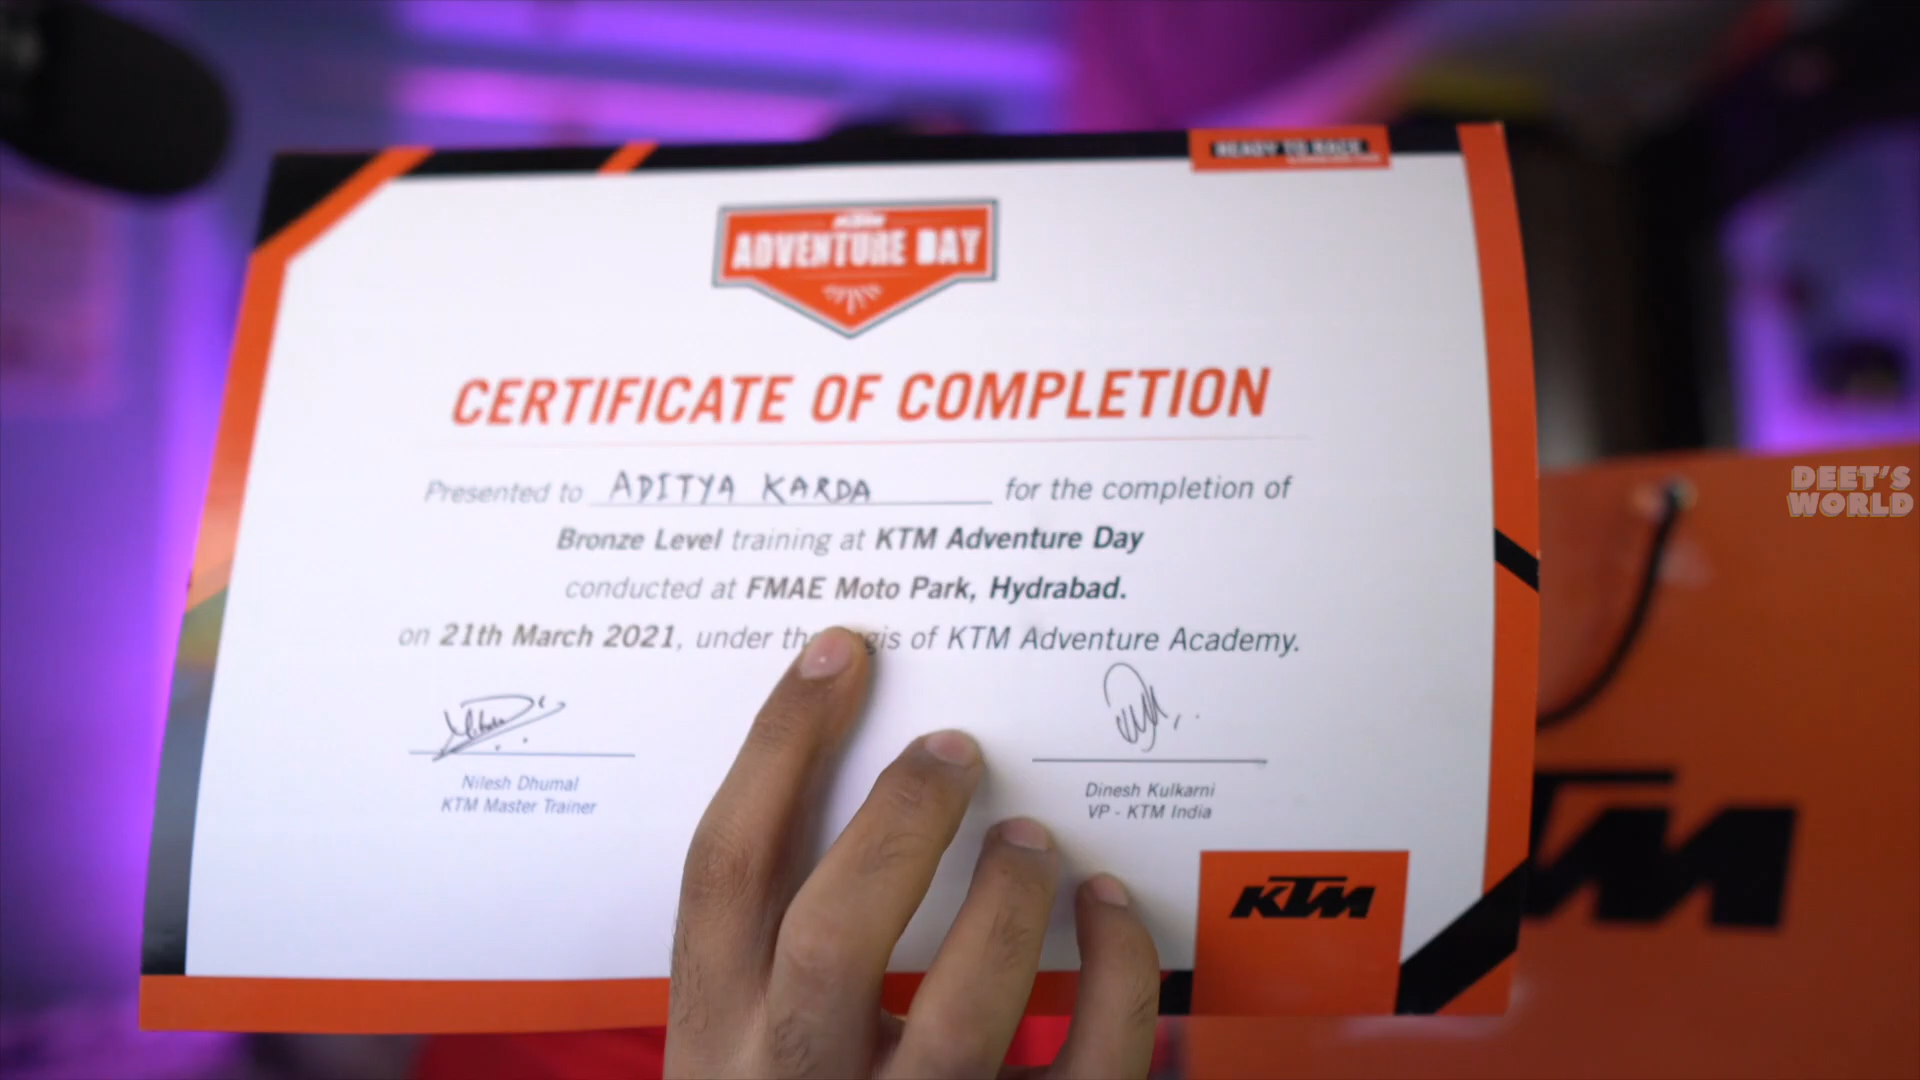 READY TO RACE
KTM
ADVENTURE DAY
CERTIFICATE OF COMPLETION
Presented to ADITYA KARDA for the completion of
Bronze Level training at KTM Adventure Day
conducted at FMAE Moto Park, Hydrabad.
on 21th March 2021, under gis of KTM Adventure Academy.
Nilesh Dhumal
KTM Master Trainer
Dinesh Kulkarni
VP - KTM India
KTM
KTM
DEET'S
WORLD